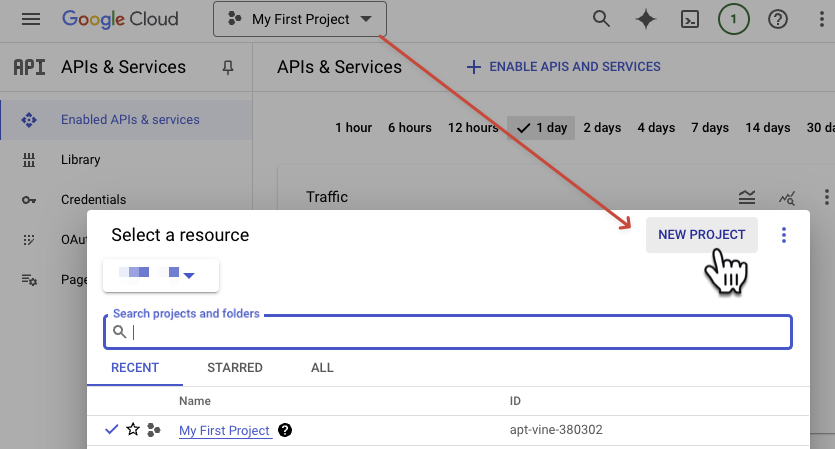 Google Cloud
My First Project
1
API
APIs & Services
APIs & Services
ENABLE APIS AND SERVICES
Enabled APIs & services
1 hour
6 hours
12 hours
1 day
2 days
4 days
7 days
14 days
30 da
Library
Credentials
Traffic
OAut
Page
Select a resource
NEW PROJECT
Search projects and folders
RECENT
STARRED
ALL
Name
ID
My First Project
apt-vine-380302